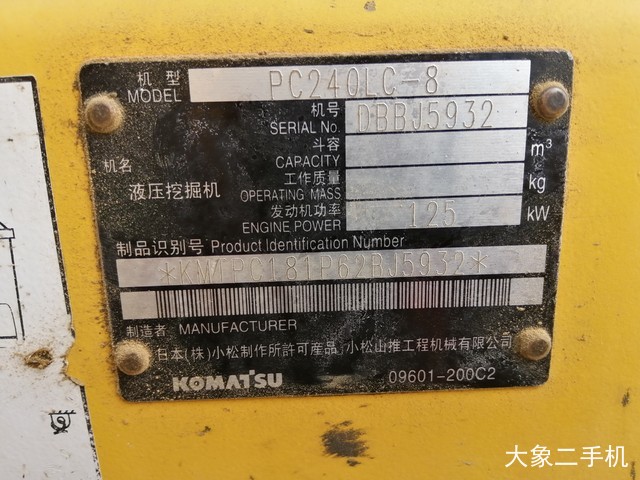 机型 MODEL PC240LC-8
机号 SERIAL No. DBBJ5932
斗容 CAPACITY m³
机名 液压挖掘机
工作质量 OPERATING MASS kg
发动机功率 ENGINE POWER 125 kW
制品识别号 Product Identification Number
*KMTPC181P62BJ5932*
制造者 MANUFACTURER
日本(株)小松制作所許可産品 小松山推工程机械有限公司
KOMATSU 09601-200C2
大象二手机